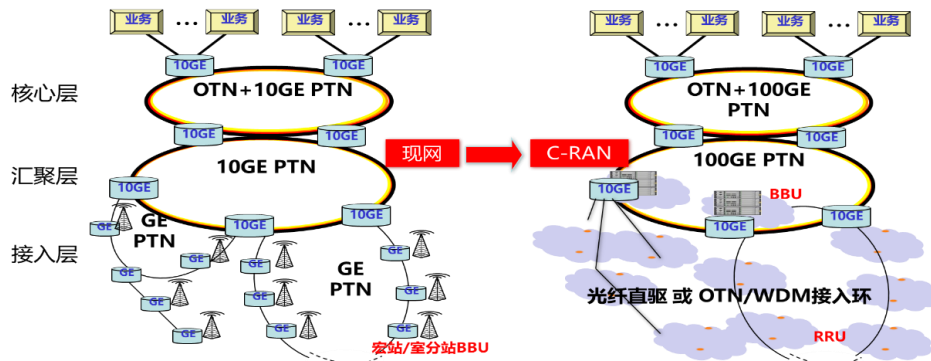 业务 ... 业务 业务 ... 业务
10GE 10GE
核心层
OTN+10GE PTN
10GE 10GE
现网
汇聚层
10GE PTN
10GE
10GE
10GE
GE
PTN
GE
GE
GE
GE
GE
GE
GE
GE
GE
GE
GE
接入层
GE
PTN
宏站/室分站BBU
业务 ... 业务 业务 ... 业务
10GE 10GE
OTN+100GE
PTN
10GE 10GE
C-RAN
100GE PTN
10GE
BBU
10GE
10GE
光纤直驱 或 OTN/WDM接入环
RRU